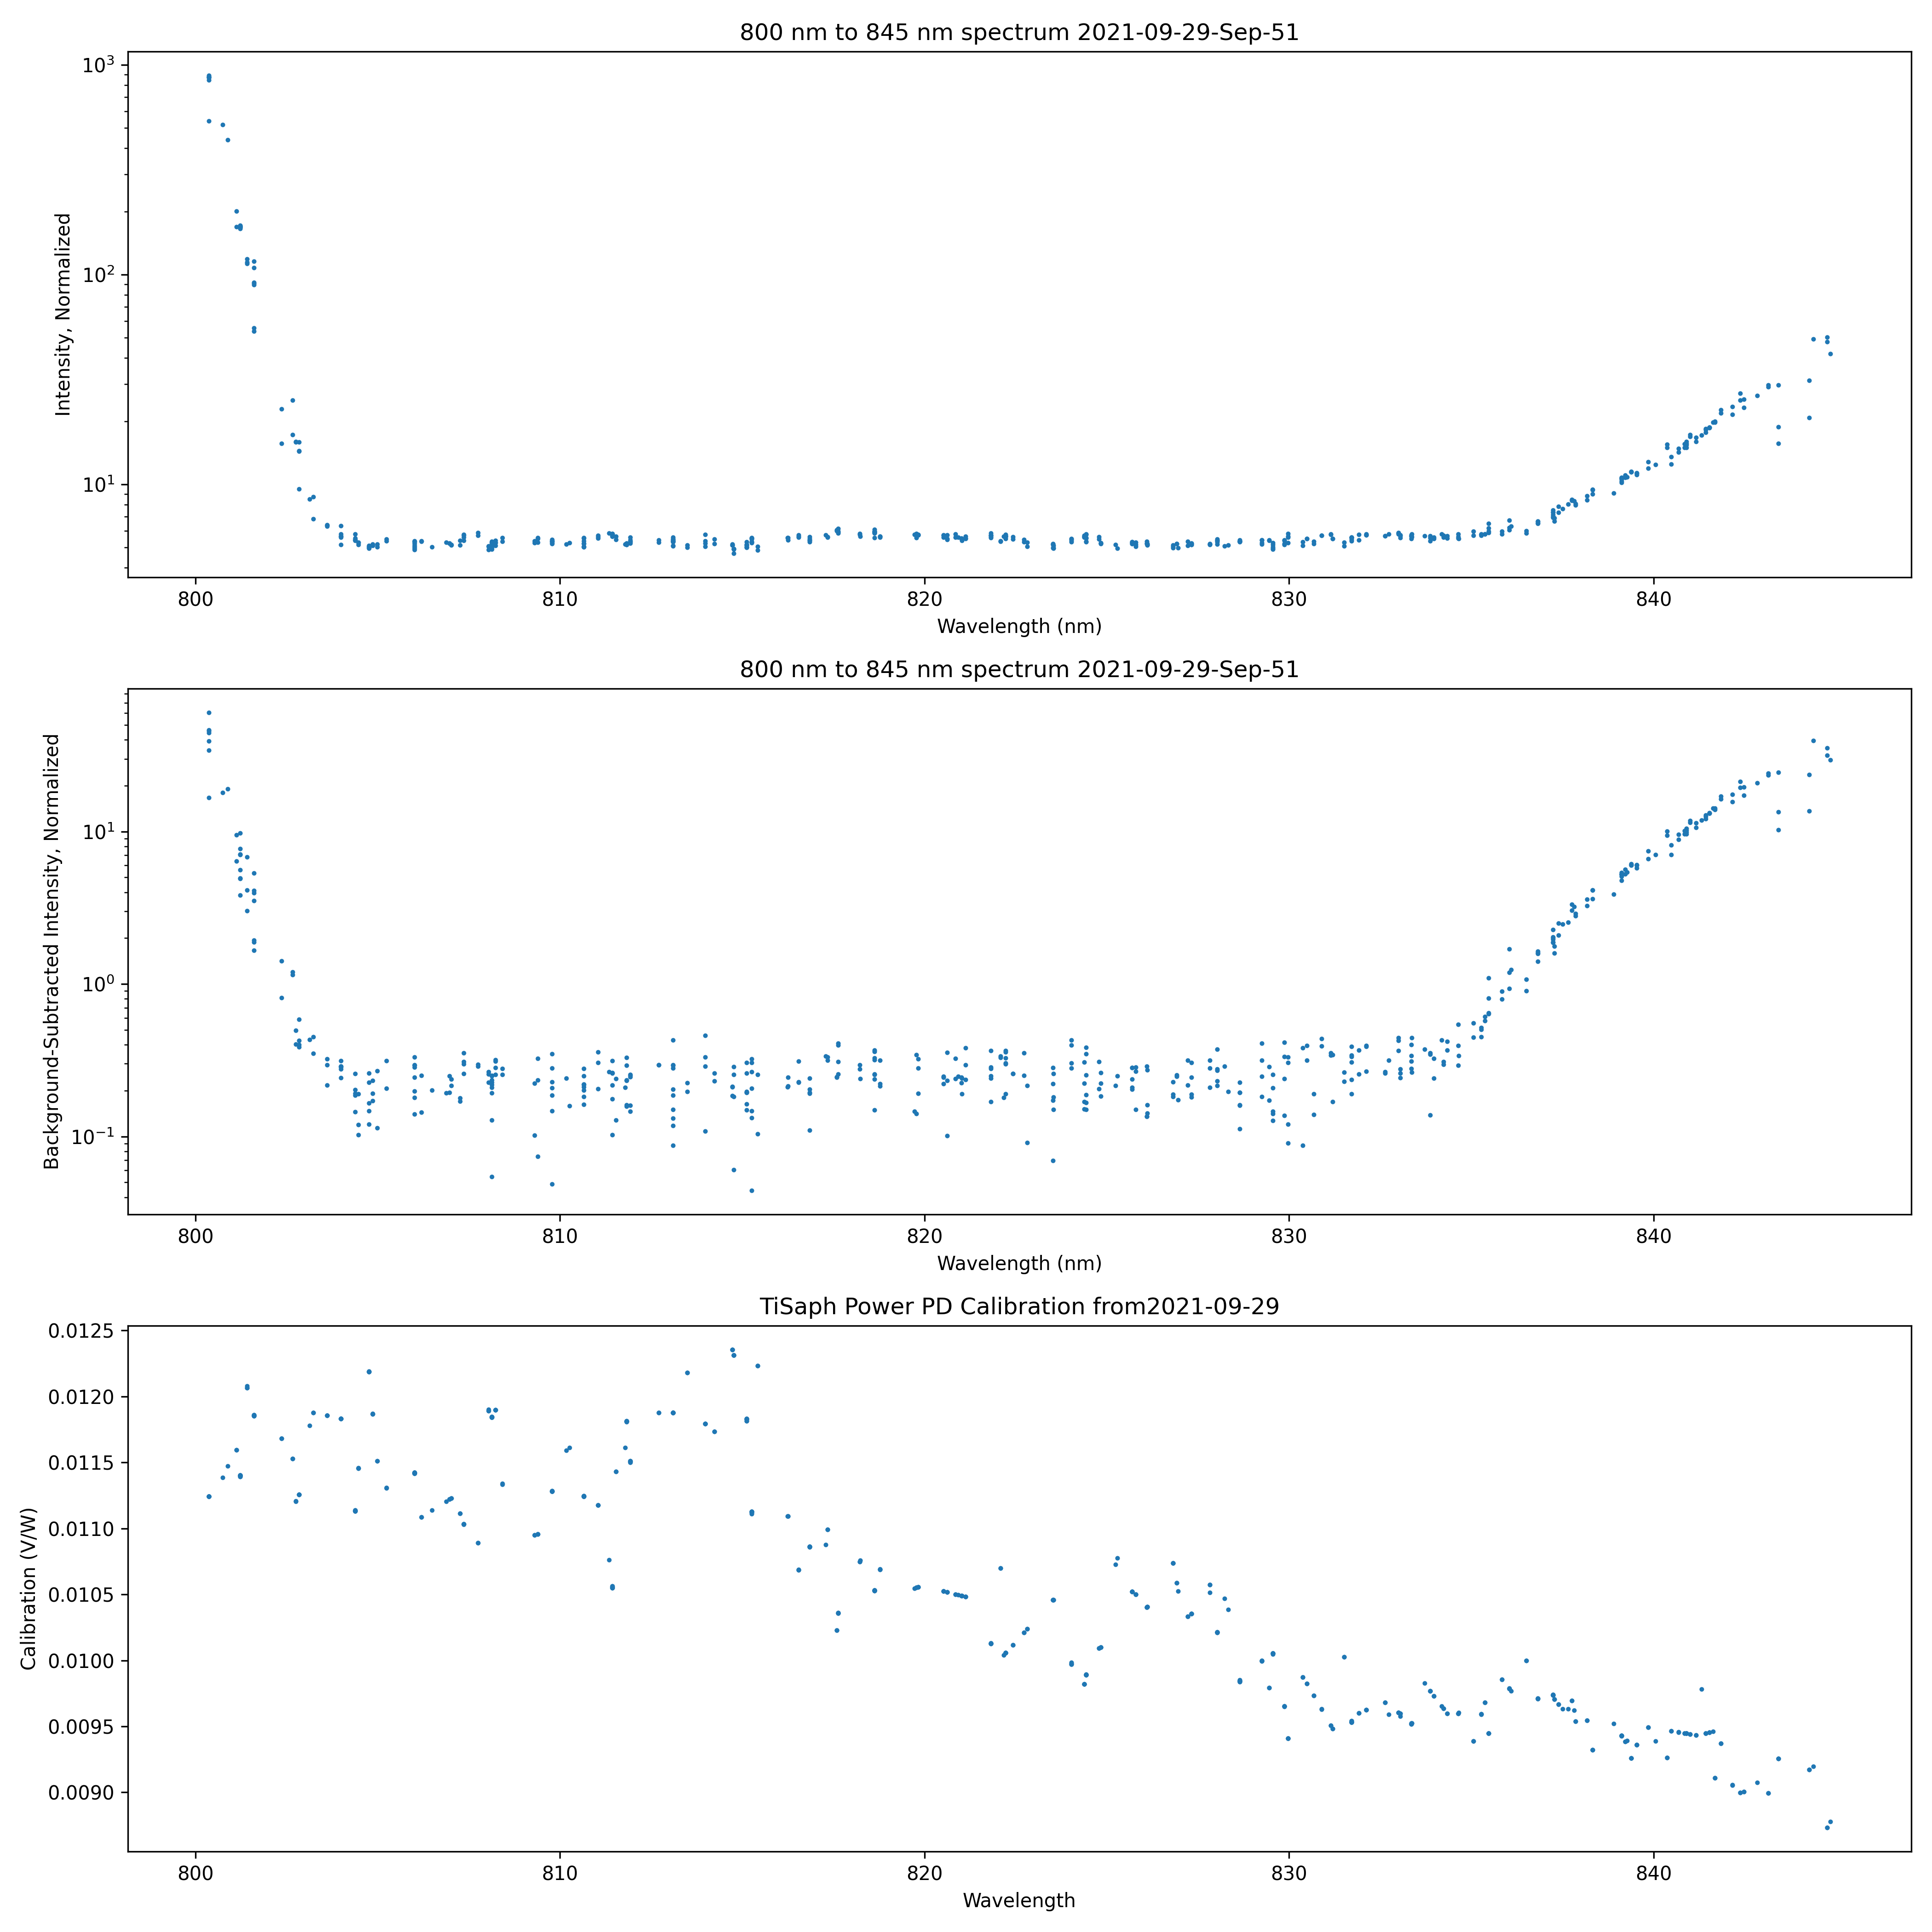 800 nm to 845 nm spectrum 2021-09-29-Sep-51
Intensity, Normalized
10³
10²
10¹
800 810 820 830 840
Wavelength (nm)
800 nm to 845 nm spectrum 2021-09-29-Sep-51
Background-Subtracted Intensity, Normalized
10¹
10⁰
10⁻¹
800 810 820 830 840
Wavelength (nm)
TiSaph Power PD Calibration from2021-09-29
Calibration (V/W)
0.0125
0.0120
0.0115
0.0110
0.0105
0.0100
0.0095
0.0090
800 810 820 830 840
Wavelength